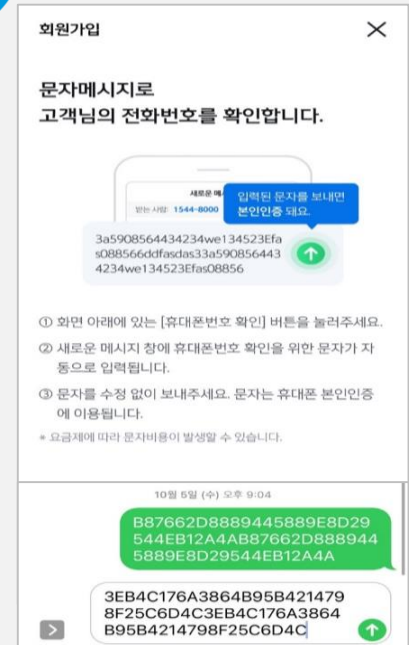 회원가입
문자메시지로
고객님의 전화번호를 확인합니다.
새로운 메
받는사람: 1544-8000
입력된 문자를 보내면
본인인증 돼요.
3a5908564434234we134523Efa
s088566ddfasdas33a590856443
4234we134523Efas08856
① 화면 아래에 있는 [휴대폰번호 확인] 버튼을 눌러주세요.
② 새로운 메시지 창에 휴대폰번호 확인을 위한 문자가 자
동으로 입력됩니다.
③ 문자를 수정 없이 보내주세요. 문자는 휴대폰 본인인증
에 이용됩니다.
* 요금제에 따라 문자비용이 발생할 수 있습니다.
10월 5일 (수) 오후 9:04
B87662D8889445889E8D29
544EB12A4AB87662D888944
5889E8D29544EB12A4A
3EB4C176A3864B95B421479
8F25C6D4C3EB4C176A3864
B95B4214798F25C6D4C